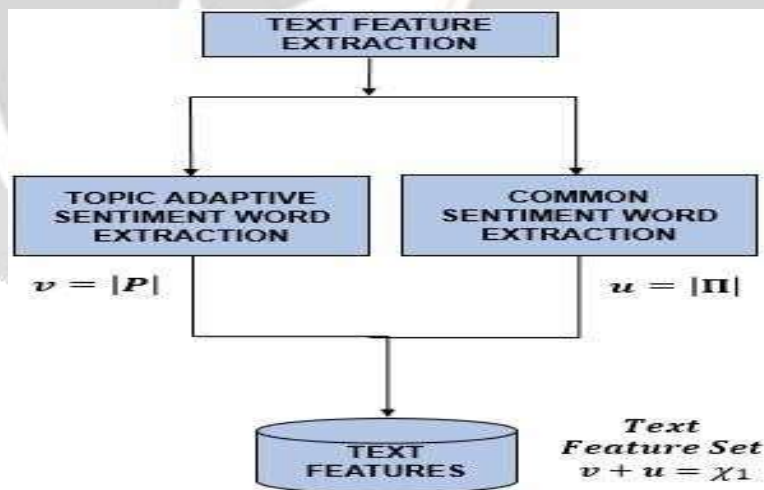 TEXT FEATURE
EXTRACTION
TOPIC ADAPTIVE
SENTIMENT WORD
EXTRACTION
COMMON
SENTIMENT WORD
EXTRACTION
v = |P|
u = |Π|
TEXT
FEATURES
Text
Feature Set
v + u = χ₁